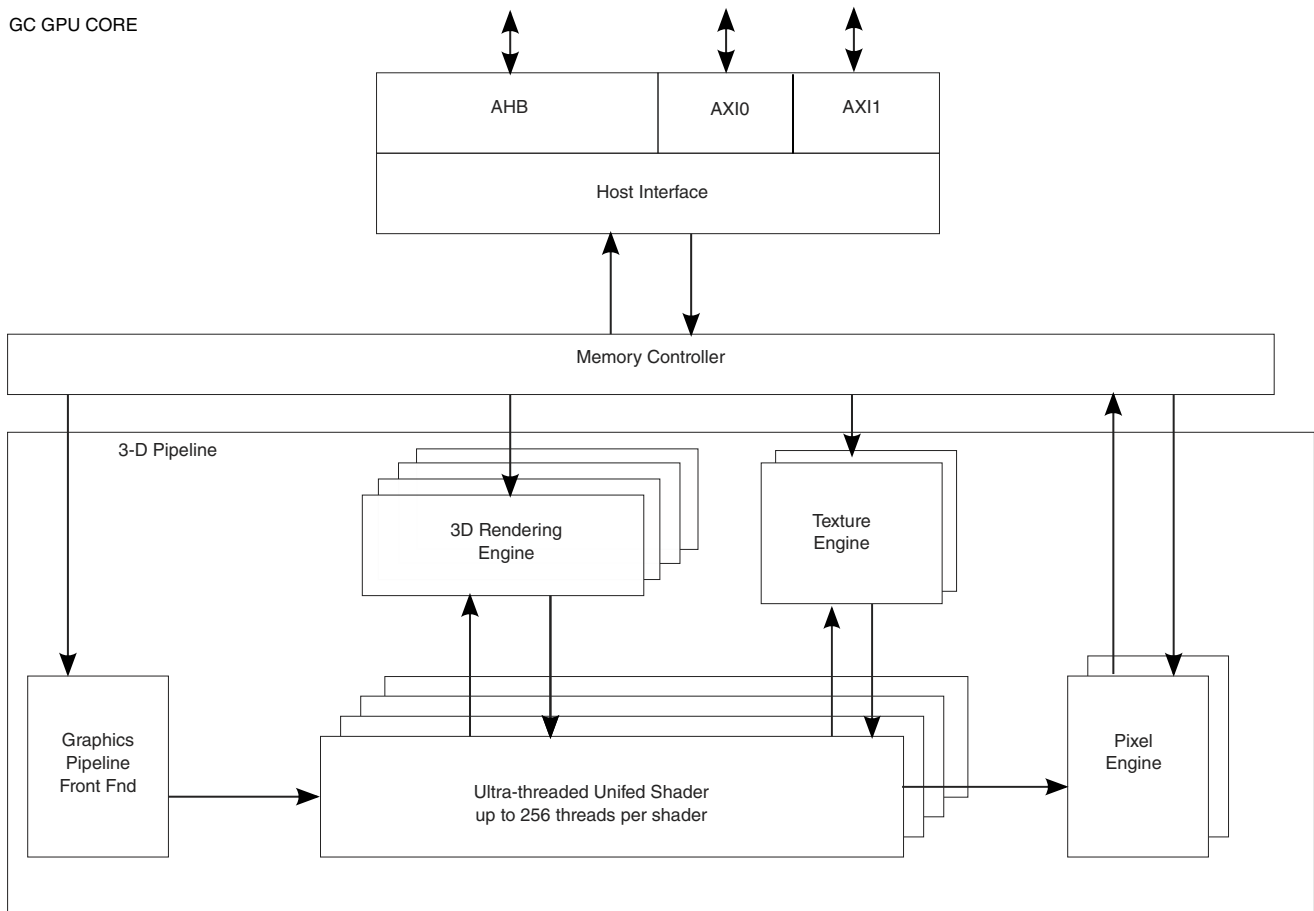 GC GPU CORE
AHB
AXI0
AXI1
Host Interface
Memory Controller
3-D Pipeline
3D Rendering
Engine
Texture
Engine
Graphics
Pipeline
Front Fnd
Pixel
Engine
Ultra-threaded Unifed Shader
up to 256 threads per shader